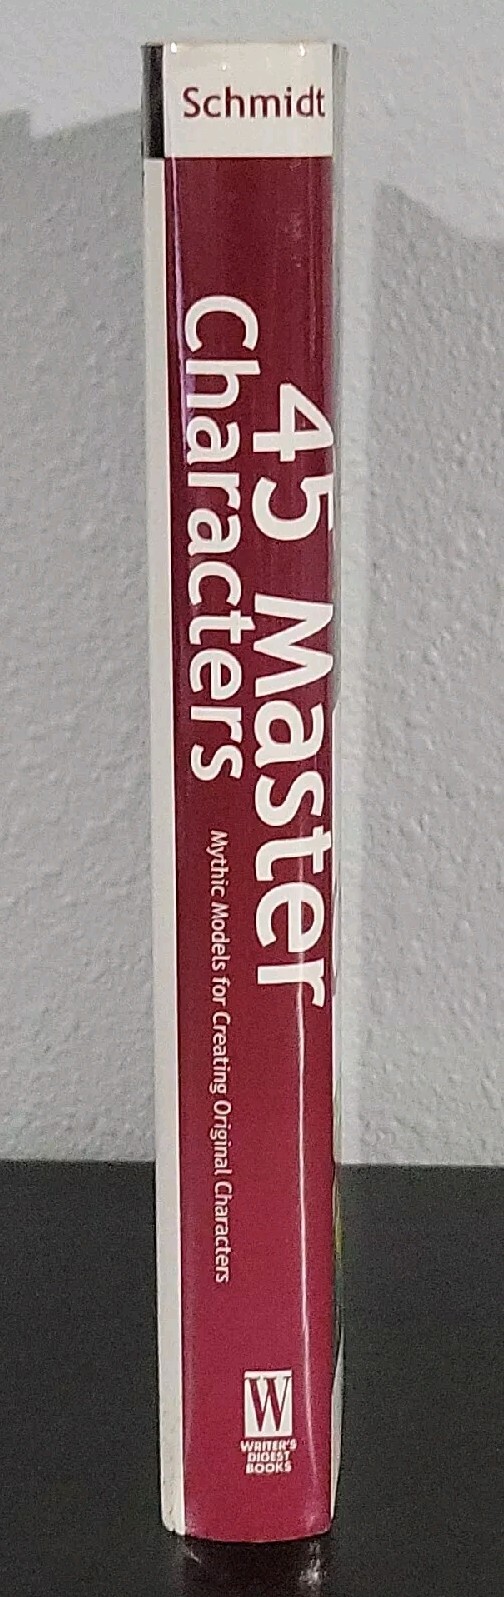 Schmidt
45 Master
Characters
Mythic Models for Creating Original Characters
W
WRITER'S
DIGEST
BOOKS